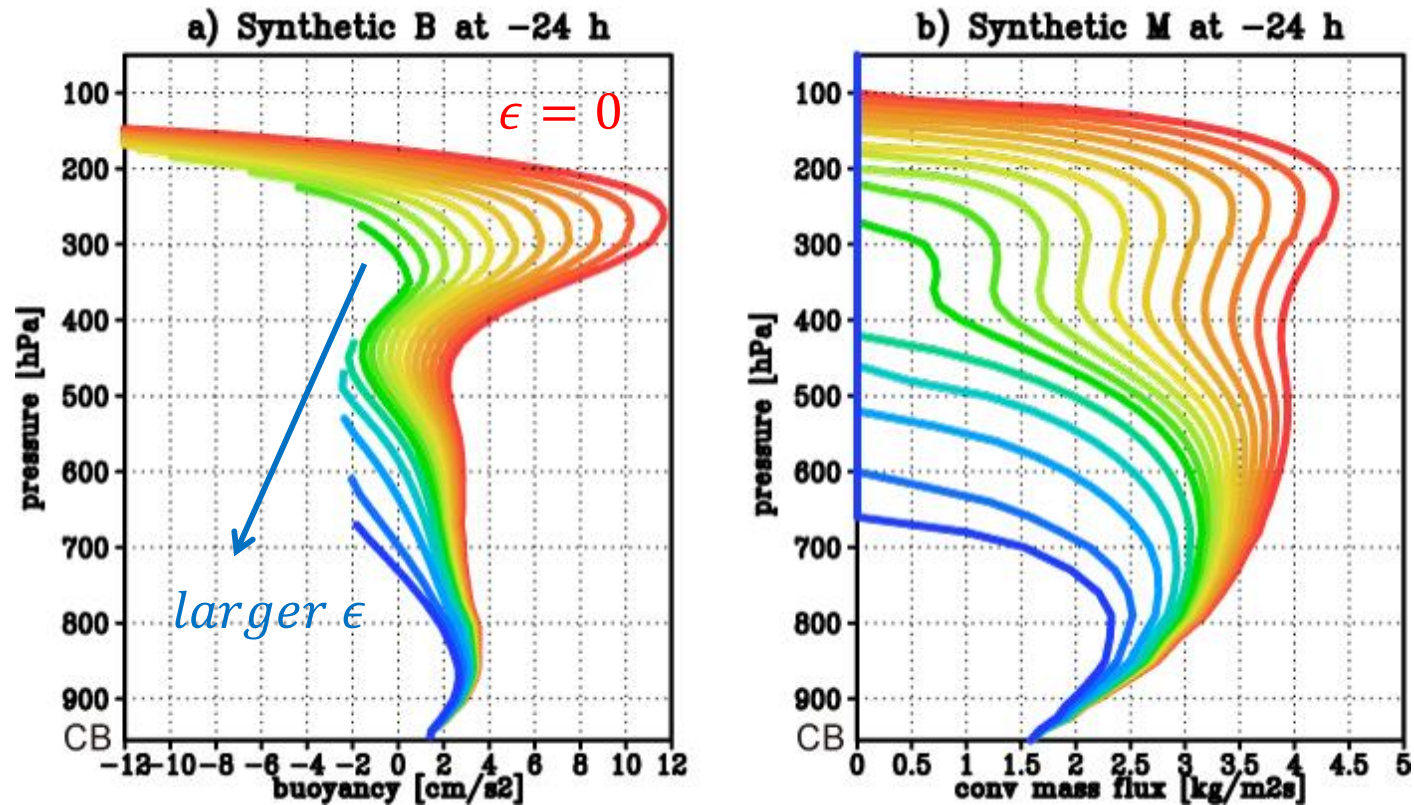 a) Synthetic B at -24 h
ϵ = 0
larger ϵ
pressure [hPa]
100
200
300
400
500
600
700
800
900
CB
-12 -10 -8 -6 -4 -2 0 2 4 6 8 10 12
buoyancy [cm/s2]
b) Synthetic M at -24 h
pressure [hPa]
100
200
300
400
500
600
700
800
900
CB
0 0.5 1 1.5 2 2.5 3 3.5 4 4.5 5
conv mass flux [kg/m2s]